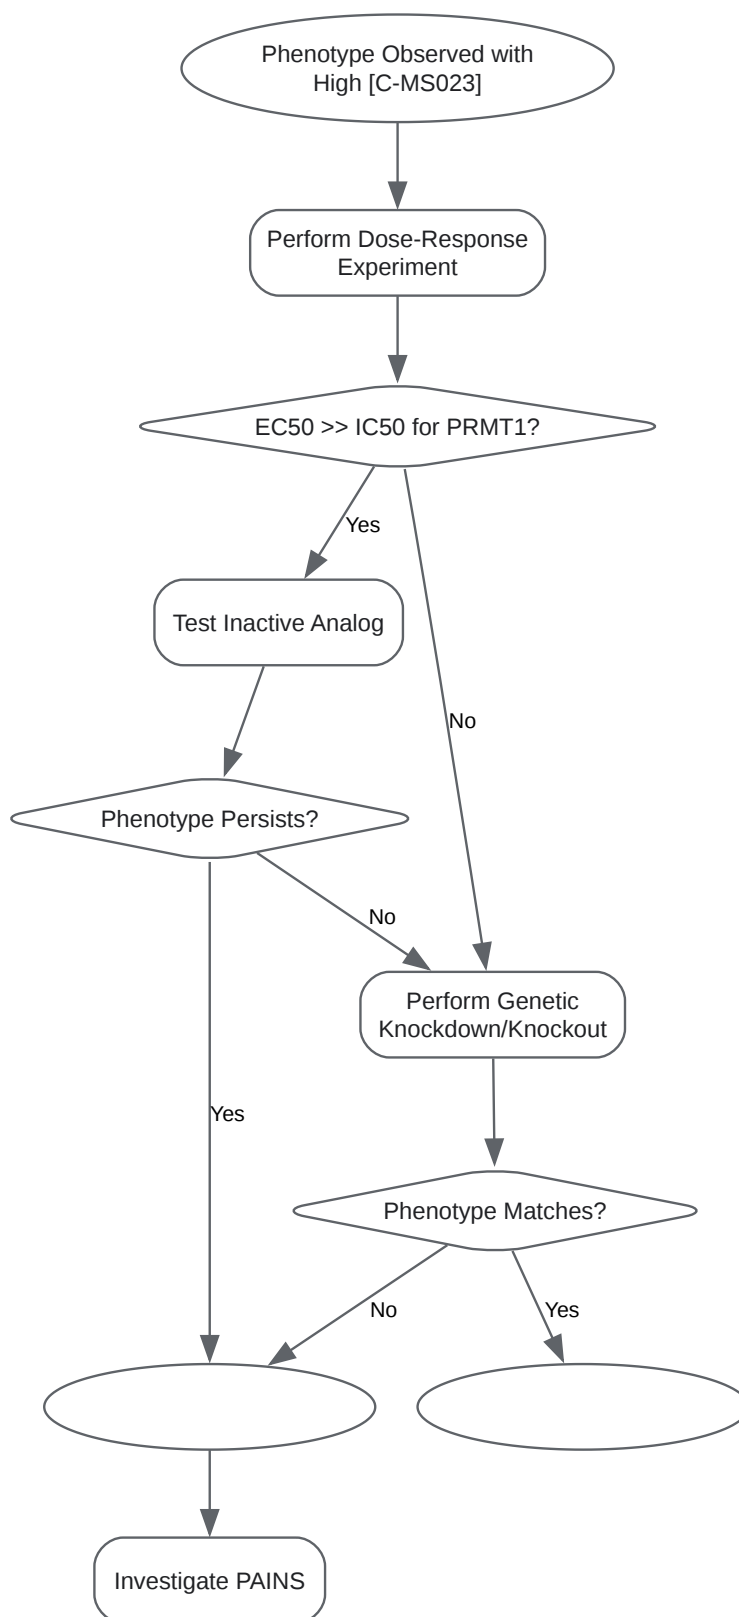 Phenotype Observed with
High [C-MS023]
Perform Dose-Response
Experiment
EC50 >> IC50 for PRMT1?
Yes
Test Inactive Analog
No
Phenotype Persists?
No
Perform Genetic
Knockdown/Knockout
Yes
Phenotype Matches?
No
Yes
Investigate PAINS